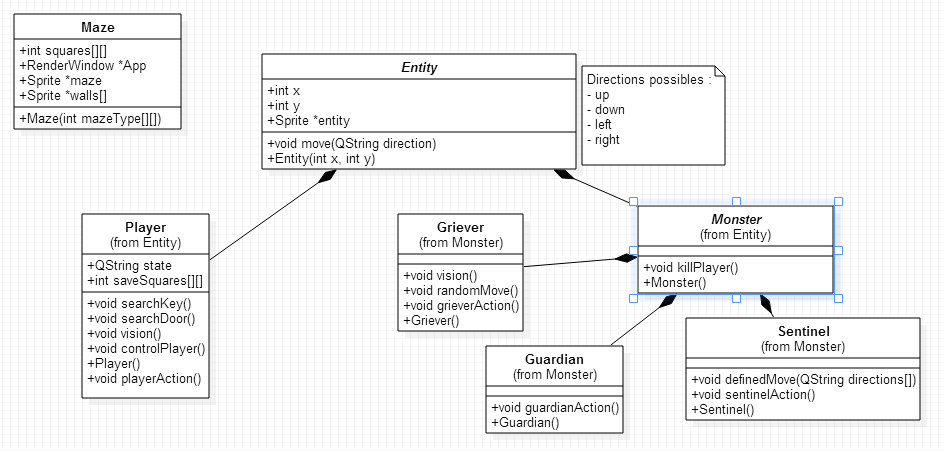 Maze
+int squares[][]
+RenderWindow *App
+Sprite *maze
+Sprite *walls[]
+Maze(int mazeType[][])
Entity
+int x
+int y
+Sprite *entity
+void move(QString direction)
+Entity(int x, int y)
Directions possibles :
- up
- down
- left
- right
Player
(from Entity)
+QString state
+int saveSquares[][]
+void searchKey()
+void searchDoor()
+void vision()
+void controlPlayer()
+Player()
+void playerAction()
Griever
(from Monster)
+void vision()
+void randomMove()
+void grieverAction()
+Griever()
Monster
(from Entity)
+void killPlayer()
+Monster()
Guardian
(from Monster)
+void guardianAction()
+Guardian()
Sentinel
(from Monster)
+void definedMove(QString directions[])
+void sentinelAction()
+Sentinel()